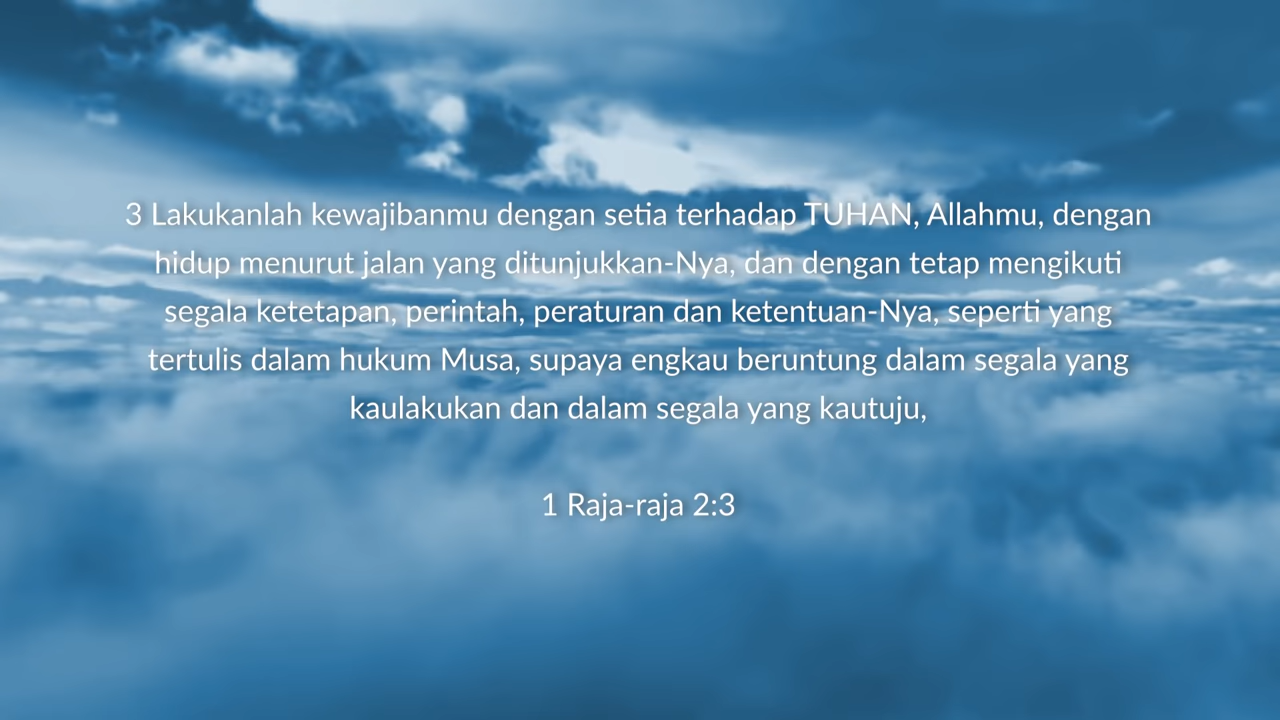 3 Lakukanlah kewajibanmu dengan setia terhadap TUHAN, Allahmu, dengan
hidup menurut jalan yang ditunjukkan-Nya, dan dengan tetap mengikuti
segala ketetapan, perintah, peraturan dan ketentuan-Nya, seperti yang
tertulis dalam hukum Musa, supaya engkau beruntung dalam segala yang
kaulakukan dan dalam segala yang kautuju,
1 Raja-raja 2:3